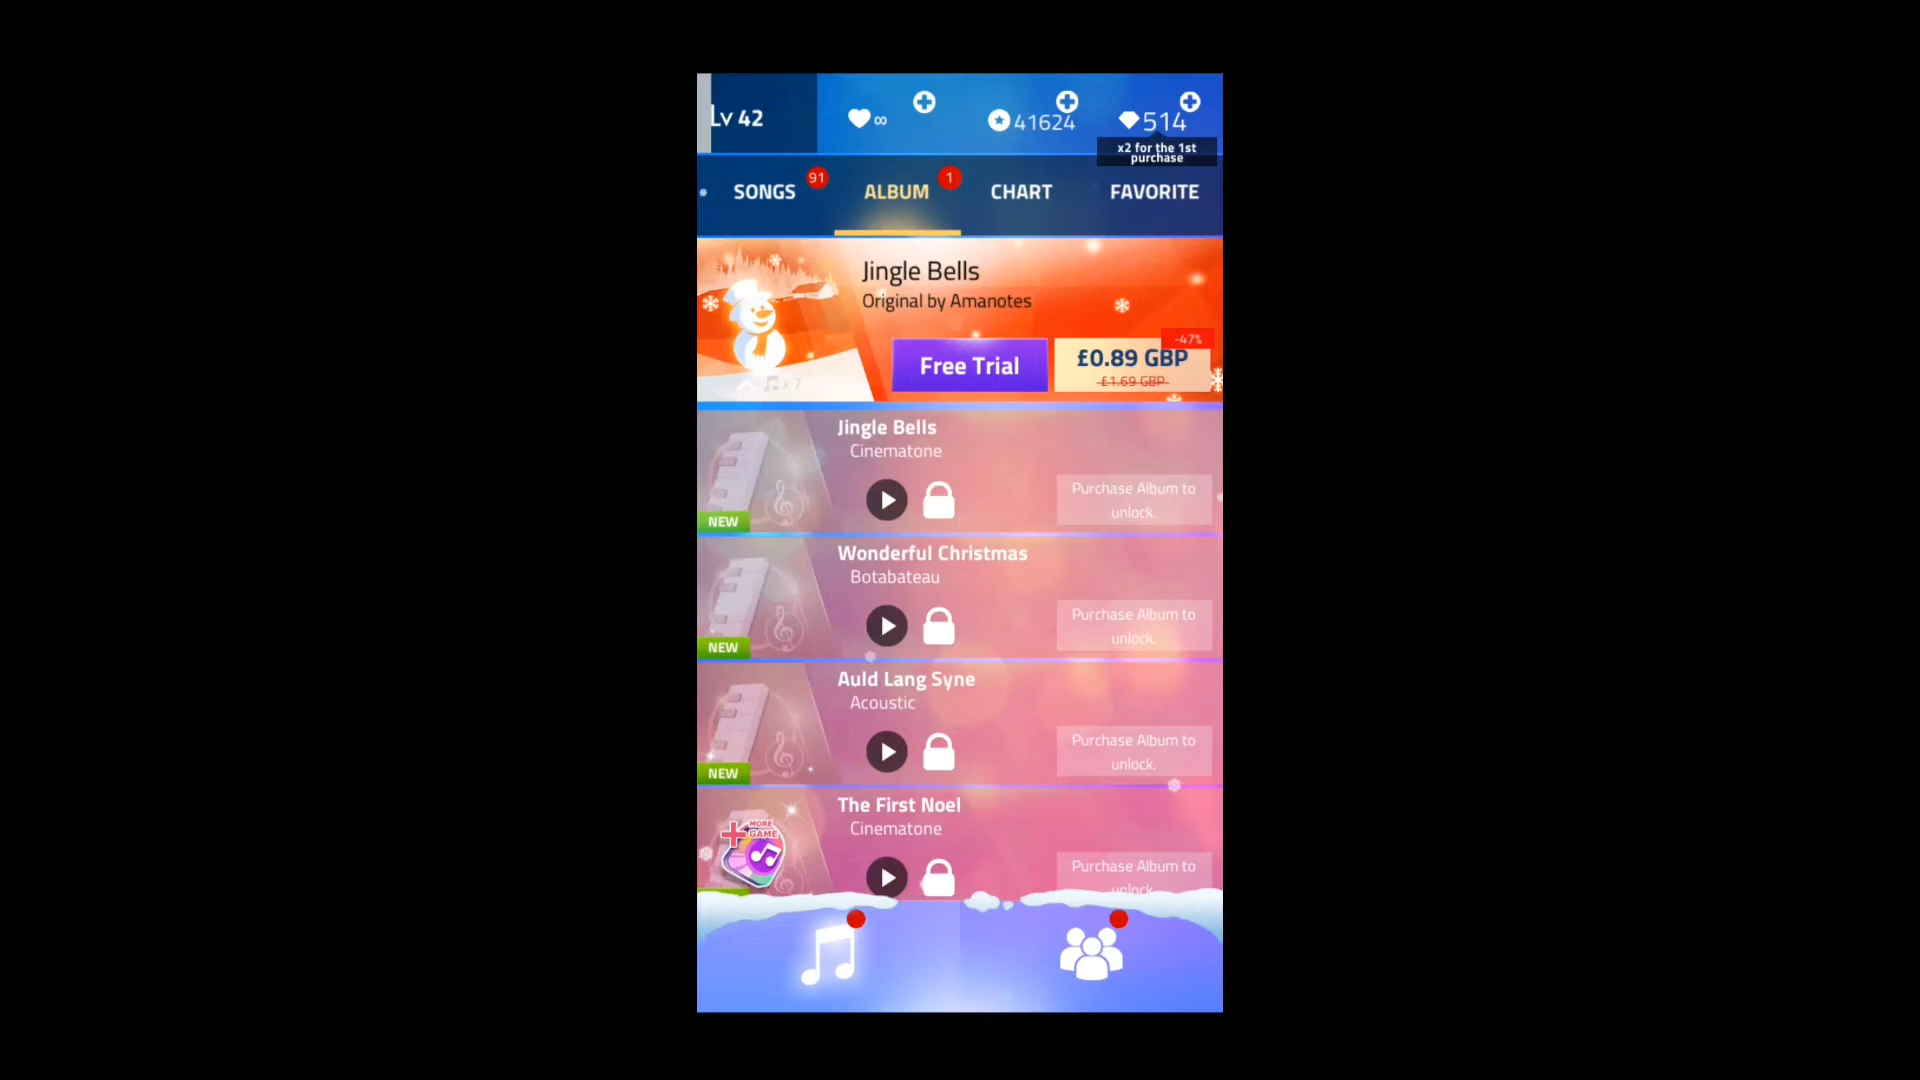 Lv 42
∞
41624
514
x2 for the 1st
purchase
SONGS
91
ALBUM
1
CHART
FAVORITE
Jingle Bells
Original by Amanotes
x 7
Free Trial
-47%
£0.89 GBP
£1.69 GBP
Jingle Bells
Cinematone
Purchase Album to
unlock.
NEW
Wonderful Christmas
Botabateau
Purchase Album to
unlock.
NEW
Auld Lang Syne
Acoustic
Purchase Album to
unlock.
NEW
The First Noel
Cinematone
MORE
GAME
Purchase Album to
unlock.